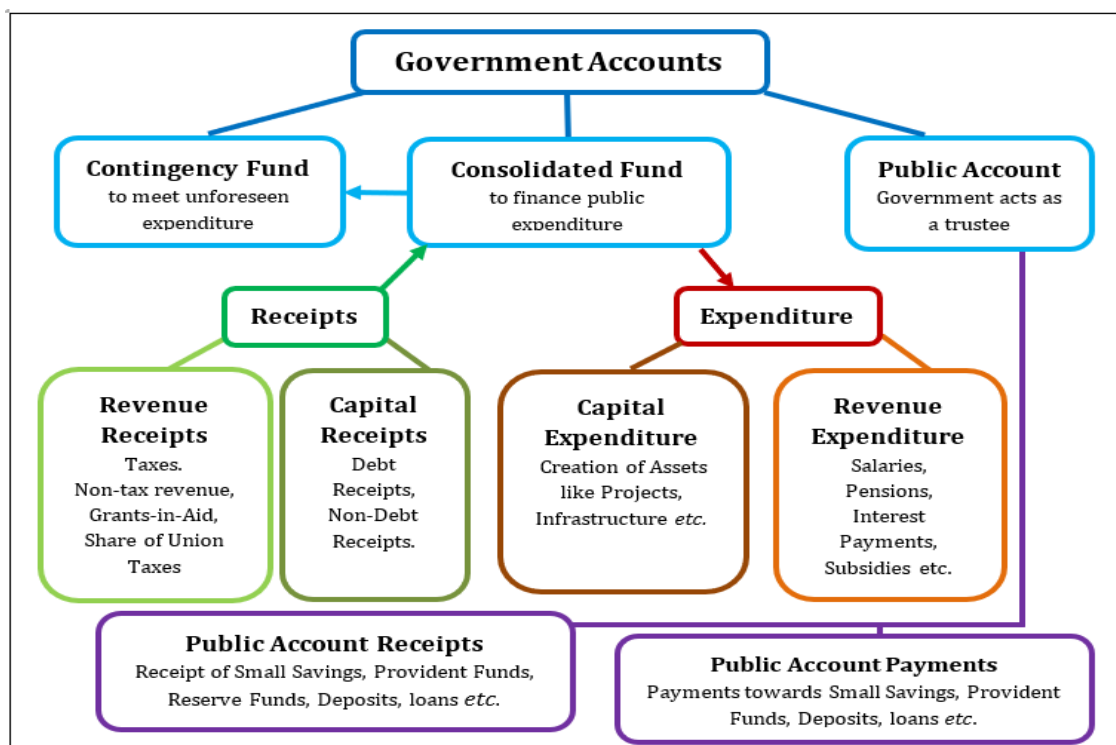 Government Accounts
Contingency Fund
to meet unforeseen
expenditure
Consolidated Fund
to finance public
expenditure
Public Account
Government acts as
a trustee
Receipts
Expenditure
Revenue
Receipts
Taxes.
Non-tax revenue,
Grants-in-Aid,
Share of Union
Taxes
Capital
Receipts
Debt
Receipts,
Non-Debt
Receipts.
Capital
Expenditure
Creation of Assets
like Projects,
Infrastructure etc.
Revenue
Expenditure
Salaries,
Pensions,
Interest
Payments,
Subsidies etc.
Public Account Receipts
Receipt of Small Savings, Provident Funds,
Reserve Funds, Deposits, loans etc.
Public Account Payments
Payments towards Small Savings, Provident
Funds, Deposits, loans etc.